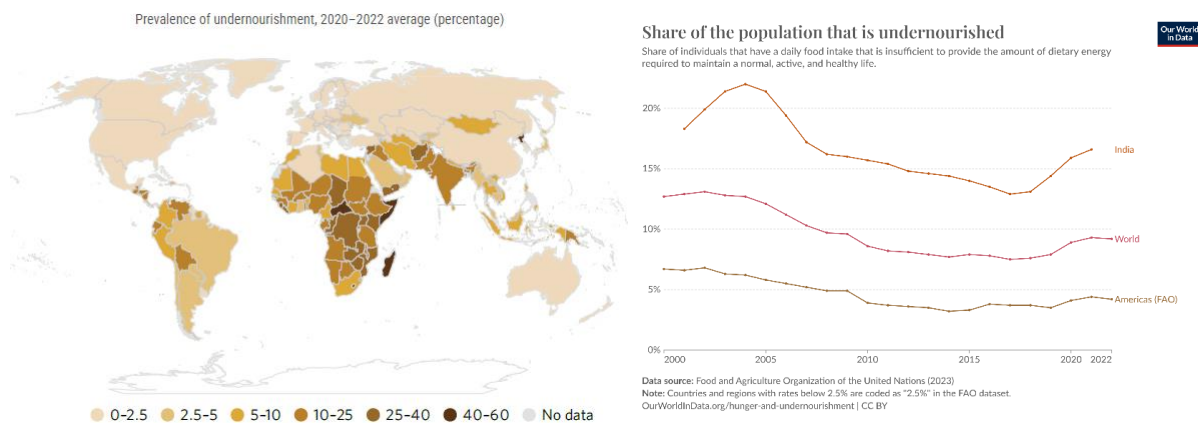 Prevalence of undernourishment, 2020–2022 average (percentage)
0–2.5
2.5–5
5–10
10–25
25–40
40–60
No data
Share of the population that is undernourished
Our World
in Data
Share of individuals that have a daily food intake that is insufficient to provide the amount of dietary energy
required to maintain a normal, active, and healthy life.
20%
15%
10%
5%
0%
India
World
Americas (FAO)
2000
2005
2010
2015
2020
2022
Data source: Food and Agriculture Organization of the United Nations (2023)
Note: Countries and regions with rates below 2.5% are coded as "2.5%" in the FAO dataset.
OurWorldInData.org/hunger-and-undernourishment | CC BY